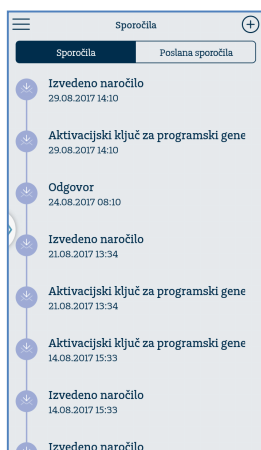 Sporočila
Sporočila
Poslana sporočila
Izvedeno naročilo
29.08.2017 14:10
Aktivacijski ključ za programski gene
29.08.2017 14:10
Odgovor
24.08.2017 08:10
Izvedeno naročilo
21.08.2017 13:34
Aktivacijski ključ za programski gene
21.08.2017 13:34
Aktivacijski ključ za programski gene
14.08.2017 15:33
Izvedeno naročilo
14.08.2017 15:33
Izvedeno naročilo